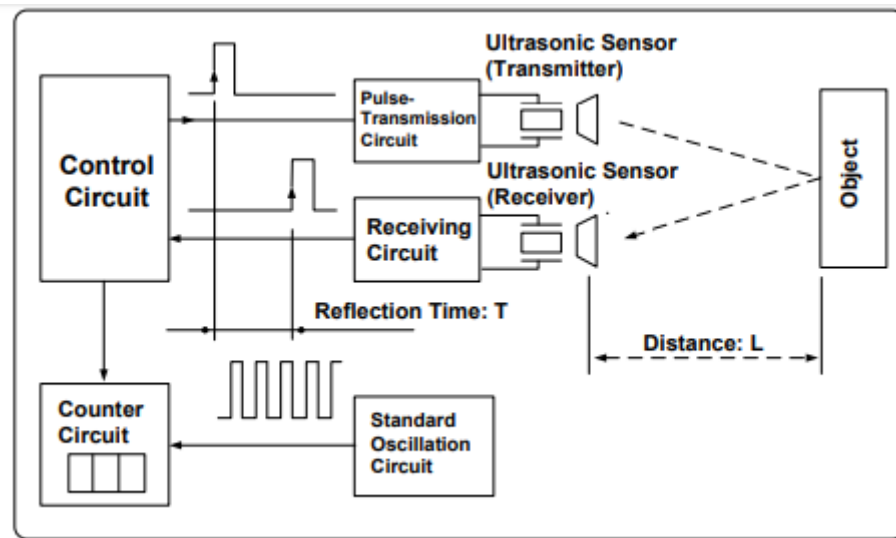 Ultrasonic Sensor
(Transmitter)
Pulse-
Transmission
Circuit
Control
Circuit
Object
Ultrasonic Sensor
(Receiver)
Receiving
Circuit
Reflection Time: T
Distance: L
Counter
Circuit
Standard
Oscillation
Circuit